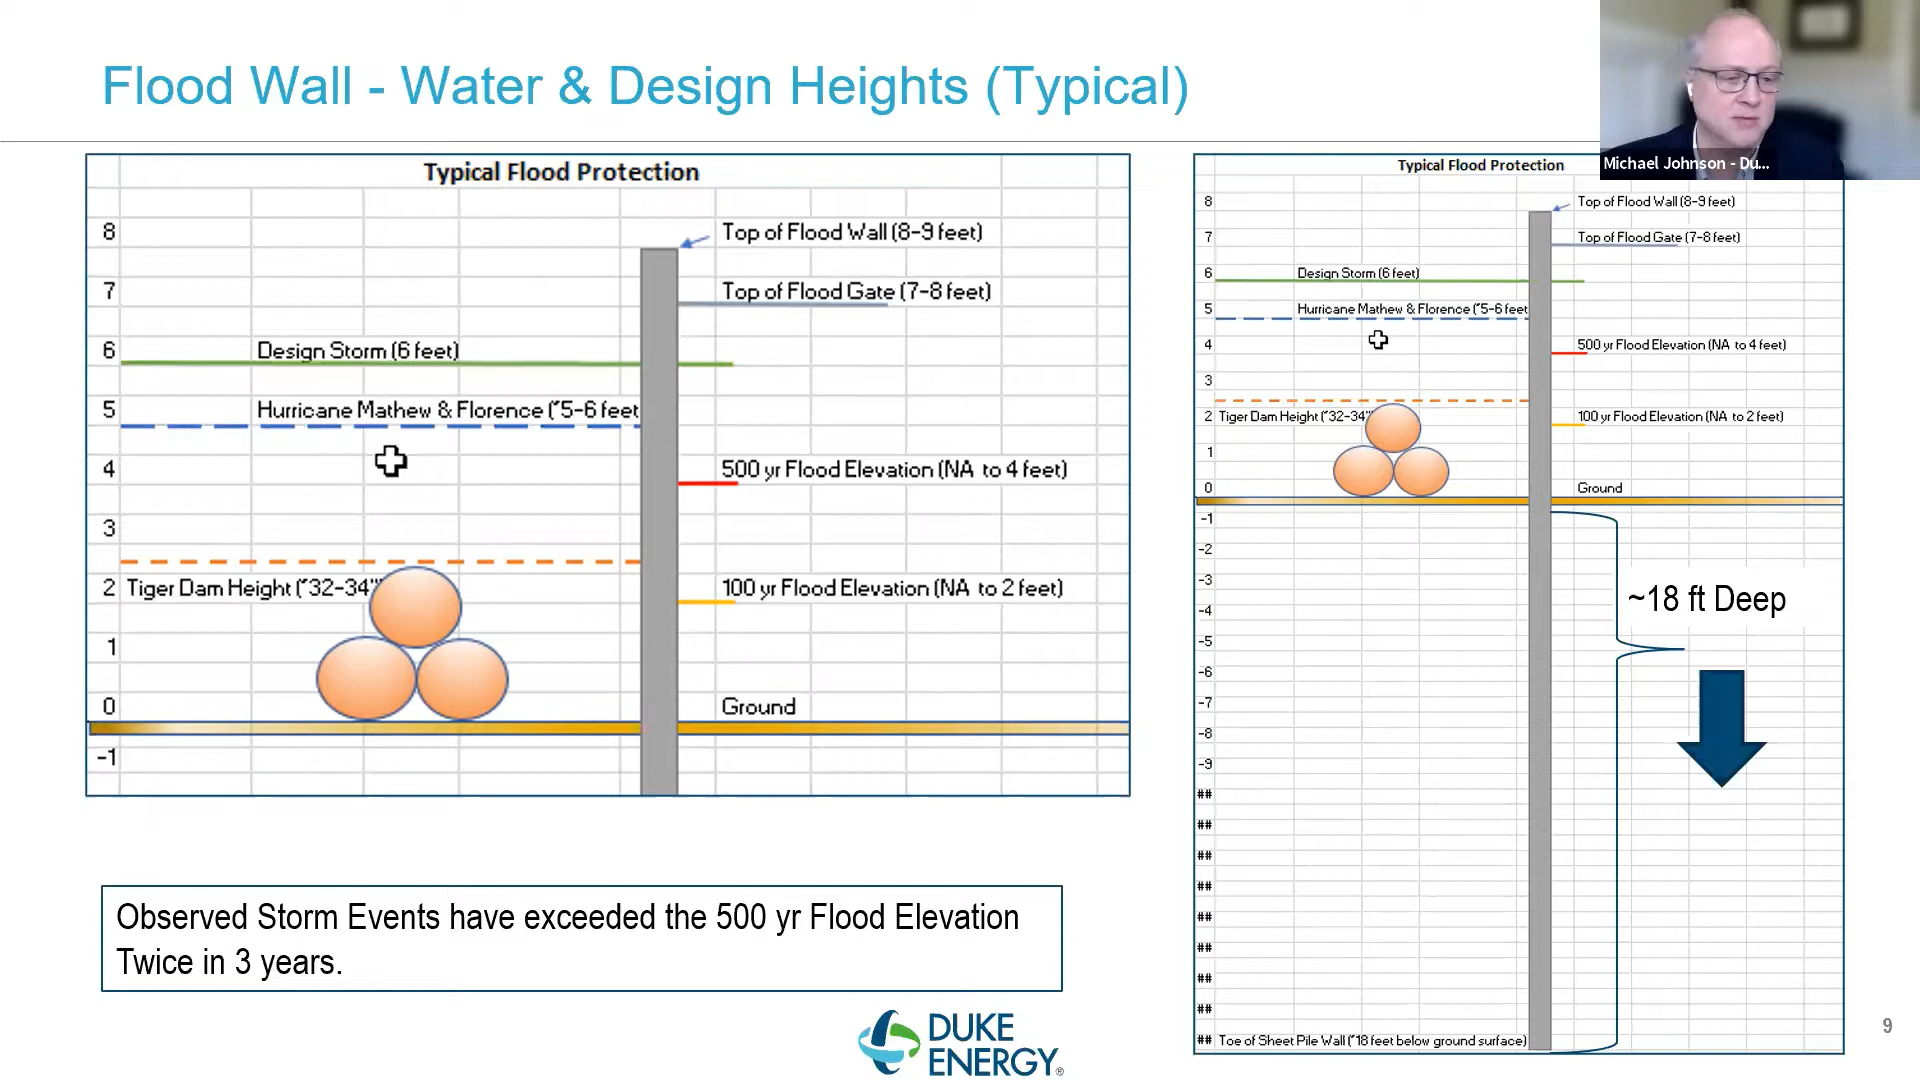 Flood Wall - Water & Design Heights (Typical)
Michael Johnson - Du...
Typical Flood Protection
8
Top of Flood Wall (8-9 feet)
7
Top of Flood Gate (7-8 feet)
6
Design Storm (6 feet)
5
Hurricane Mathew & Florence (~5-6 feet
4
500 yr Flood Elevation (NA to 4 feet)
3
2
Tiger Dam Height (~32-34"
100 yr Flood Elevation (NA to 2 feet)
1
0
Ground
-1
Typical Flood Protection
8
Top of Flood Wall (8-9 feet)
7
Top of Flood Gate (7-8 feet)
6
Design Storm (6 feet)
5
Hurricane Mathew & Florence (~5-6 feet
4
500 yr Flood Elevation (NA to 4 feet)
3
2
Tiger Dam Height (~32-34"
100 yr Flood Elevation (NA to 2 feet)
1
0
Ground
-1
-2
-3
~18 ft Deep
-4
-5
-6
-7
-8
-9
##
##
##
##
##
##
##
##
## Toe of Sheet Pile Wall (~18 feet below ground surface)
Observed Storm Events have exceeded the 500 yr Flood Elevation
Twice in 3 years.
DUKE
ENERGY®
9